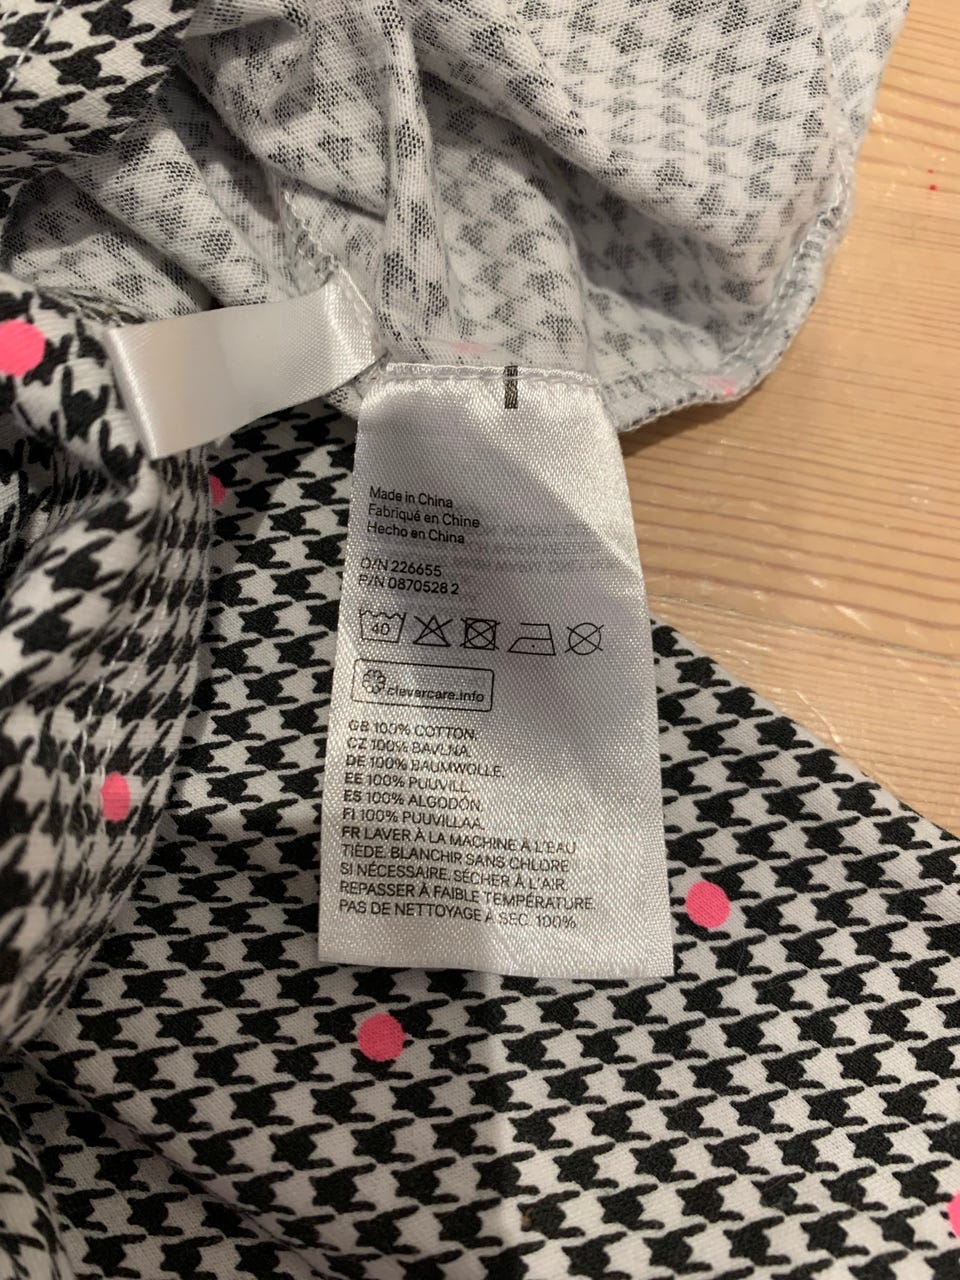 Made in China
Fabriqué en Chine
Hecho en China
O/N 226655
P/N 0870528 2
40
clevercare.info
GB 100% COTTON.
CZ 100% BAVLNA.
DE 100% BAUMWOLLE.
EE 100% PUUVILL.
ES 100% ALGODÓN.
FI 100% PUUVILLAA.
FR LAVER À LA MACHINE À L'EAU
TIÈDE. BLANCHIR SANS CHLORE
SI NÉCESSAIRE. SÉCHER À L'AIR.
REPASSER À FAIBLE TEMPÉRATURE.
PAS DE NETTOYAGE À SEC. 100%